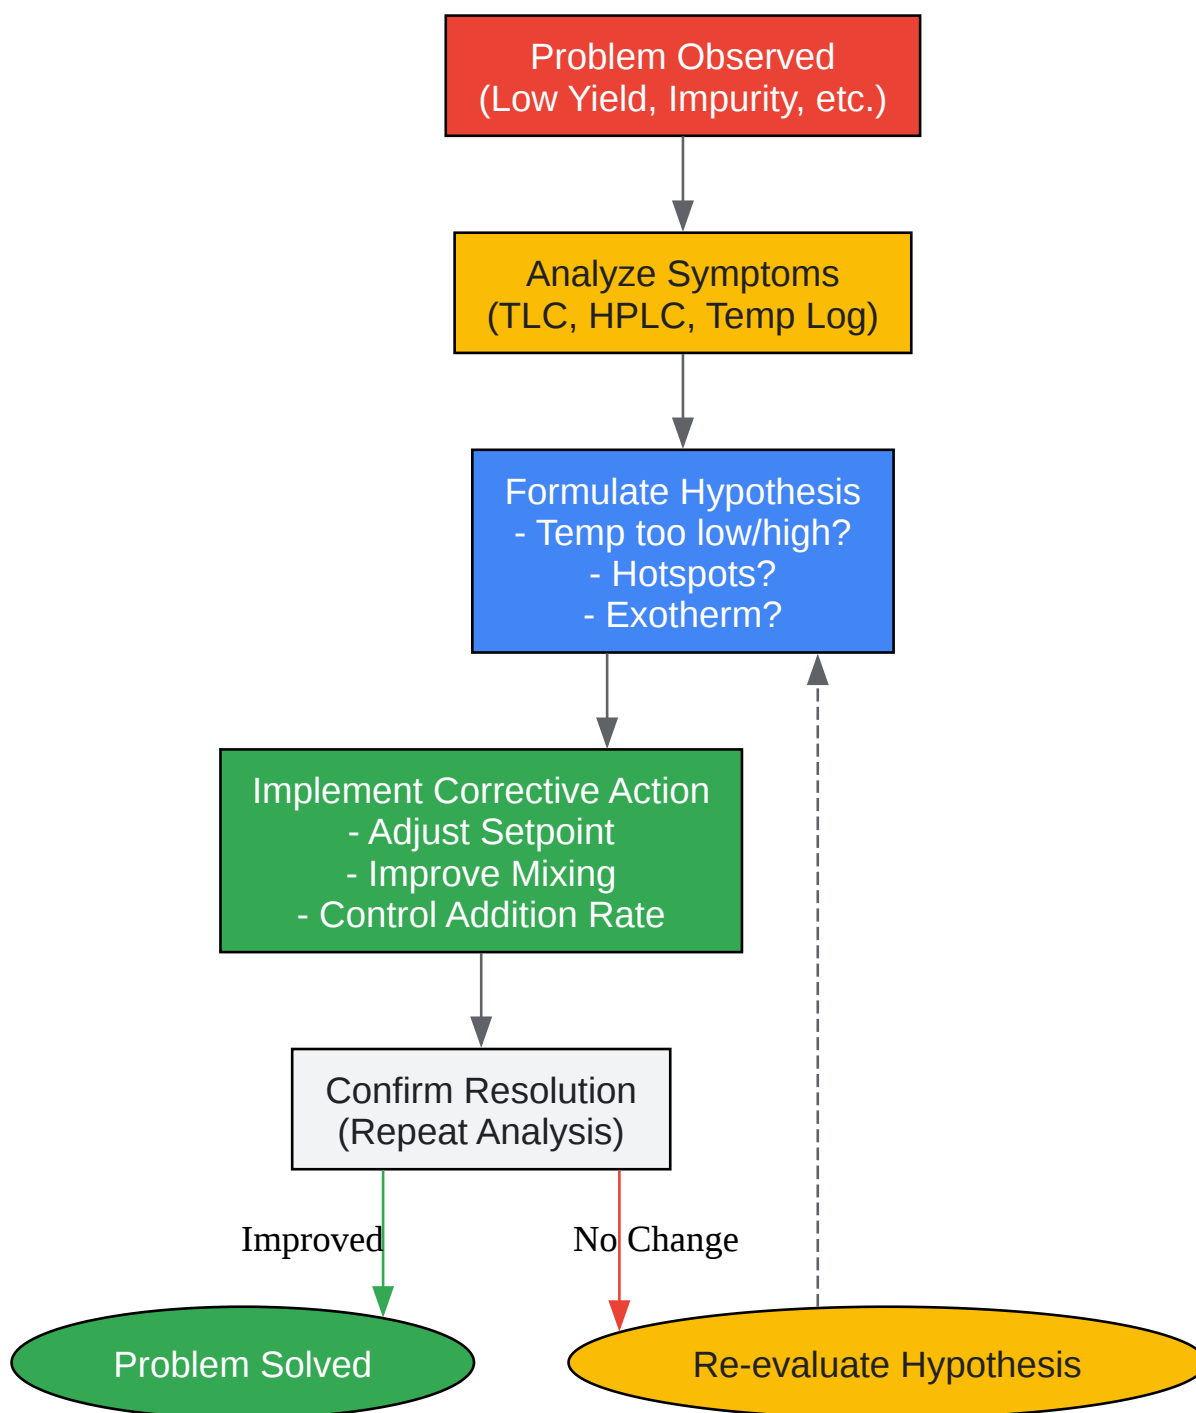 Problem Observed
(Low Yield, Impurity, etc.)
Analyze Symptoms
(TLC, HPLC, Temp Log)
Formulate Hypothesis
- Temp too low/high?
- Hotspots?
- Exotherm?
Implement Corrective Action
- Adjust Setpoint
- Improve Mixing
- Control Addition Rate
Confirm Resolution
(Repeat Analysis)
Improved
No Change
Problem Solved
Re-evaluate Hypothesis